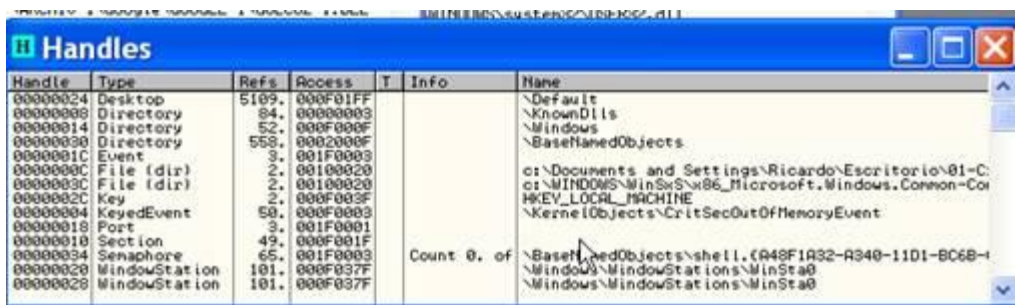 H Handles
Handle Type Refs Access T Info Name
00000024 Desktop 5109. 000F01FF \Default
00000008 Directory 84. 00000003 \KnownDlls
00000014 Directory 52. 000F000F \Windows
00000030 Directory 558. 0002000F \BaseNamedObjects
0000001C Event 3. 001F0003
0000000C File (dir) 2. 00100020 c:\Documents and Settings\Ricardo\Escritorio\01-C
0000003C File (dir) 2. 00100020 c:\WINDOWS\WinSxS\x86_Microsoft.Windows.Common-Co
0000002C Key 2. 000F003F HKEY_LOCAL_MACHINE
00000004 KeyedEvent 50. 000F0003 \KernelObjects\CritSecOutOfMemoryEvent
00000018 Port 3. 001F0001
00000010 Section 49. 000F001F
00000034 Semaphore 65. 001F0003 Count 0. of \BaseNamedObjects\shell.{A48F1A32-A340-11D1-BC6B-
00000020 WindowStation 101. 000F037F \Windows\WindowStations\WinSta0
00000028 WindowStation 101. 000F037F \Windows\WindowStations\WinSta0